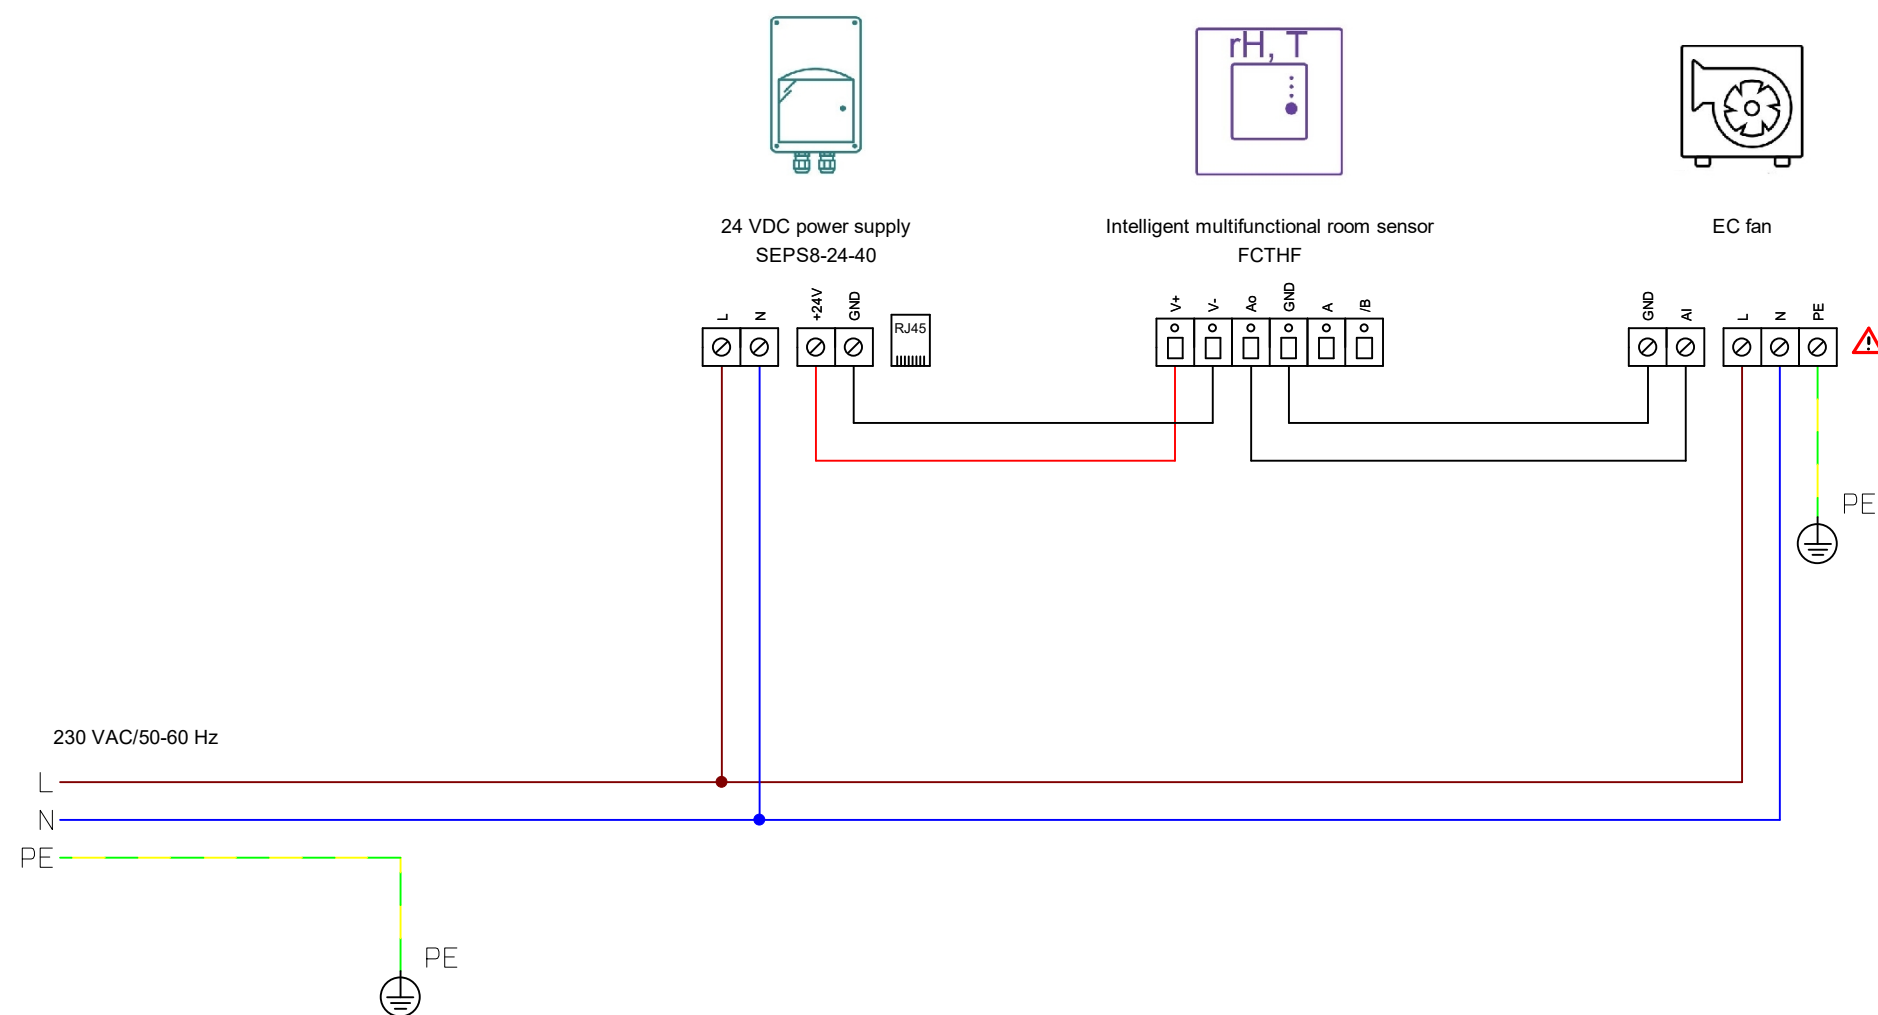 rH, T
24 VDC power supply
SEPS8-24-40
Intelligent multifunctional room sensor
FCTHF
EC fan
L
N
+24V
GND
RJ45
V+
V-
Ao
GND
A
/B
GND
AI
L
N
PE
PE
230 VAC/50-60 Hz
L
N
PE
PE